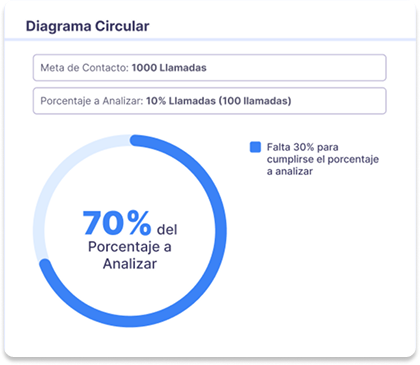 Diagrama Circular
Meta de Contacto: 1000 Llamadas
Porcentaje a Analizar: 10% Llamadas (100 llamadas)
Falta 30% para
cumplirse el porcentaje
a analizar
70% del
Porcentaje a
Analizar